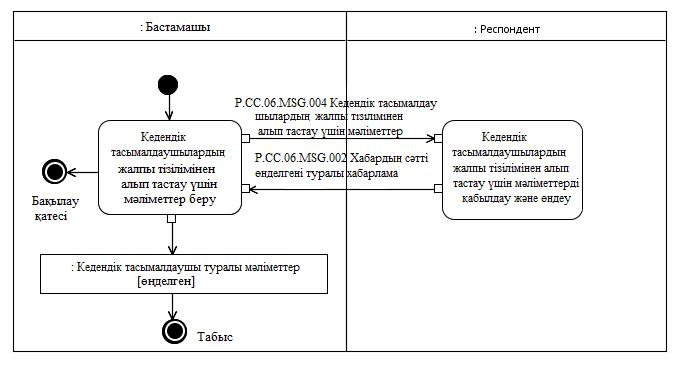 : Бастамашы
: Респондент
P.CC.06.MSG.004 Кедендік тасымалдау
шылардың жалпы тізілімінен
алып тастау үшін мәліметтер
Кедендік
тасымалдаушылардың
жалпы тізілімінен
алып тастау үшін
мәліметтер беру
P.CC.06.MSG.002 Хабардың сәтті
өңделгені туралы хабарлама
Кедендік
тасымалдаушылардың
жалпы тізілімінен алып
тастау үшін мәліметтерді
қабылдау және өңдеу
Бақылау
қатесі
: Кедендік тасымалдаушы туралы мәліметтер
[өңделген]
Табыс